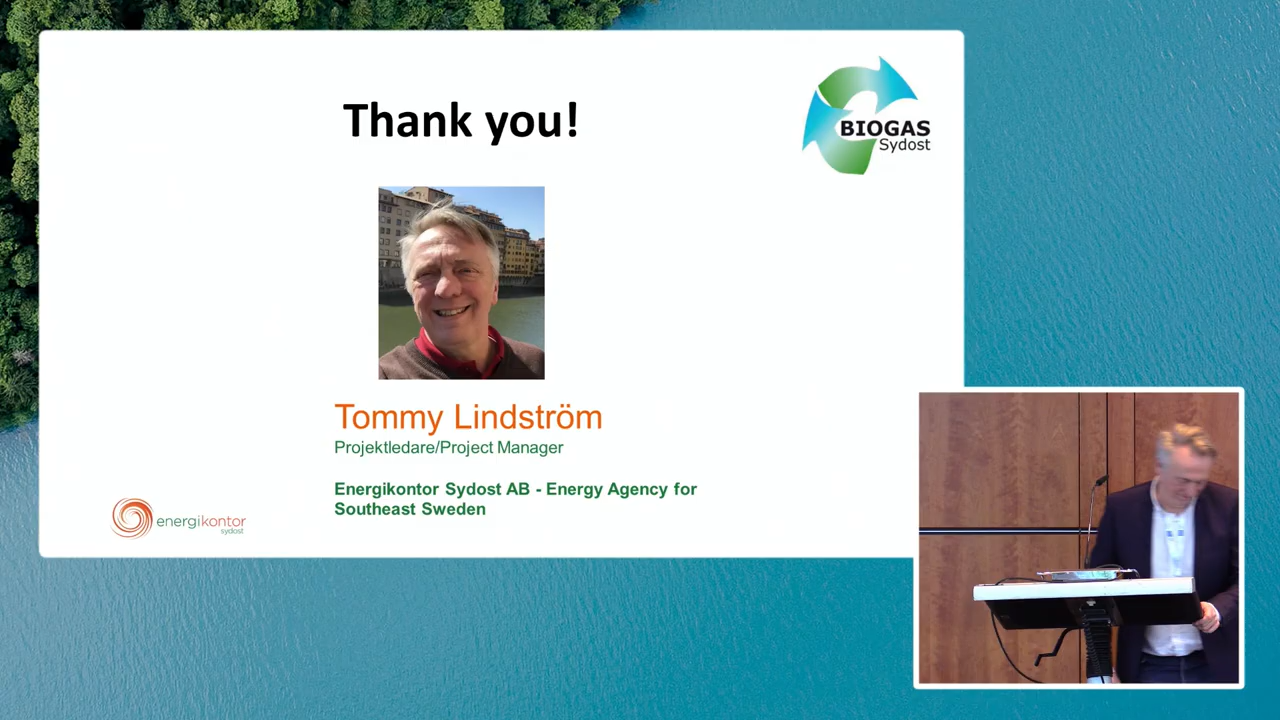 Thank you!
BIOGAS
Sydost
Tommy Lindström
Projektledare/Project Manager
Energikontor Sydost AB - Energy Agency for
Southeast Sweden
energikontor
sydost